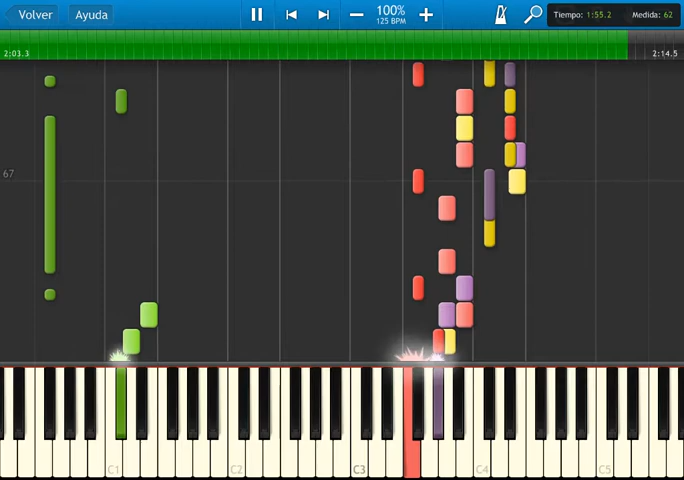 Volver
Ayuda
100%
125 BPM
Tiempo: 1:55.2
Medida: 62
2:03.3
2:14.5
67
C1
C2
C3
C4
C5